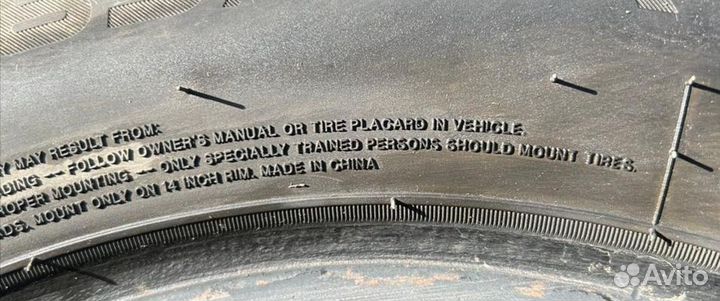 Y MAY RESULT FROM:
DING -- FOLLOW OWNER'S MANUAL OR TIRE PLACARD IN VEHICLE.
OPER MOUNTING -- ONLY SPECIALLY TRAINED PERSONS SHOULD MOUNT TIRES.
ADS. MOUNT ONLY ON 14 INCH RIM. MADE IN CHINA
Avito